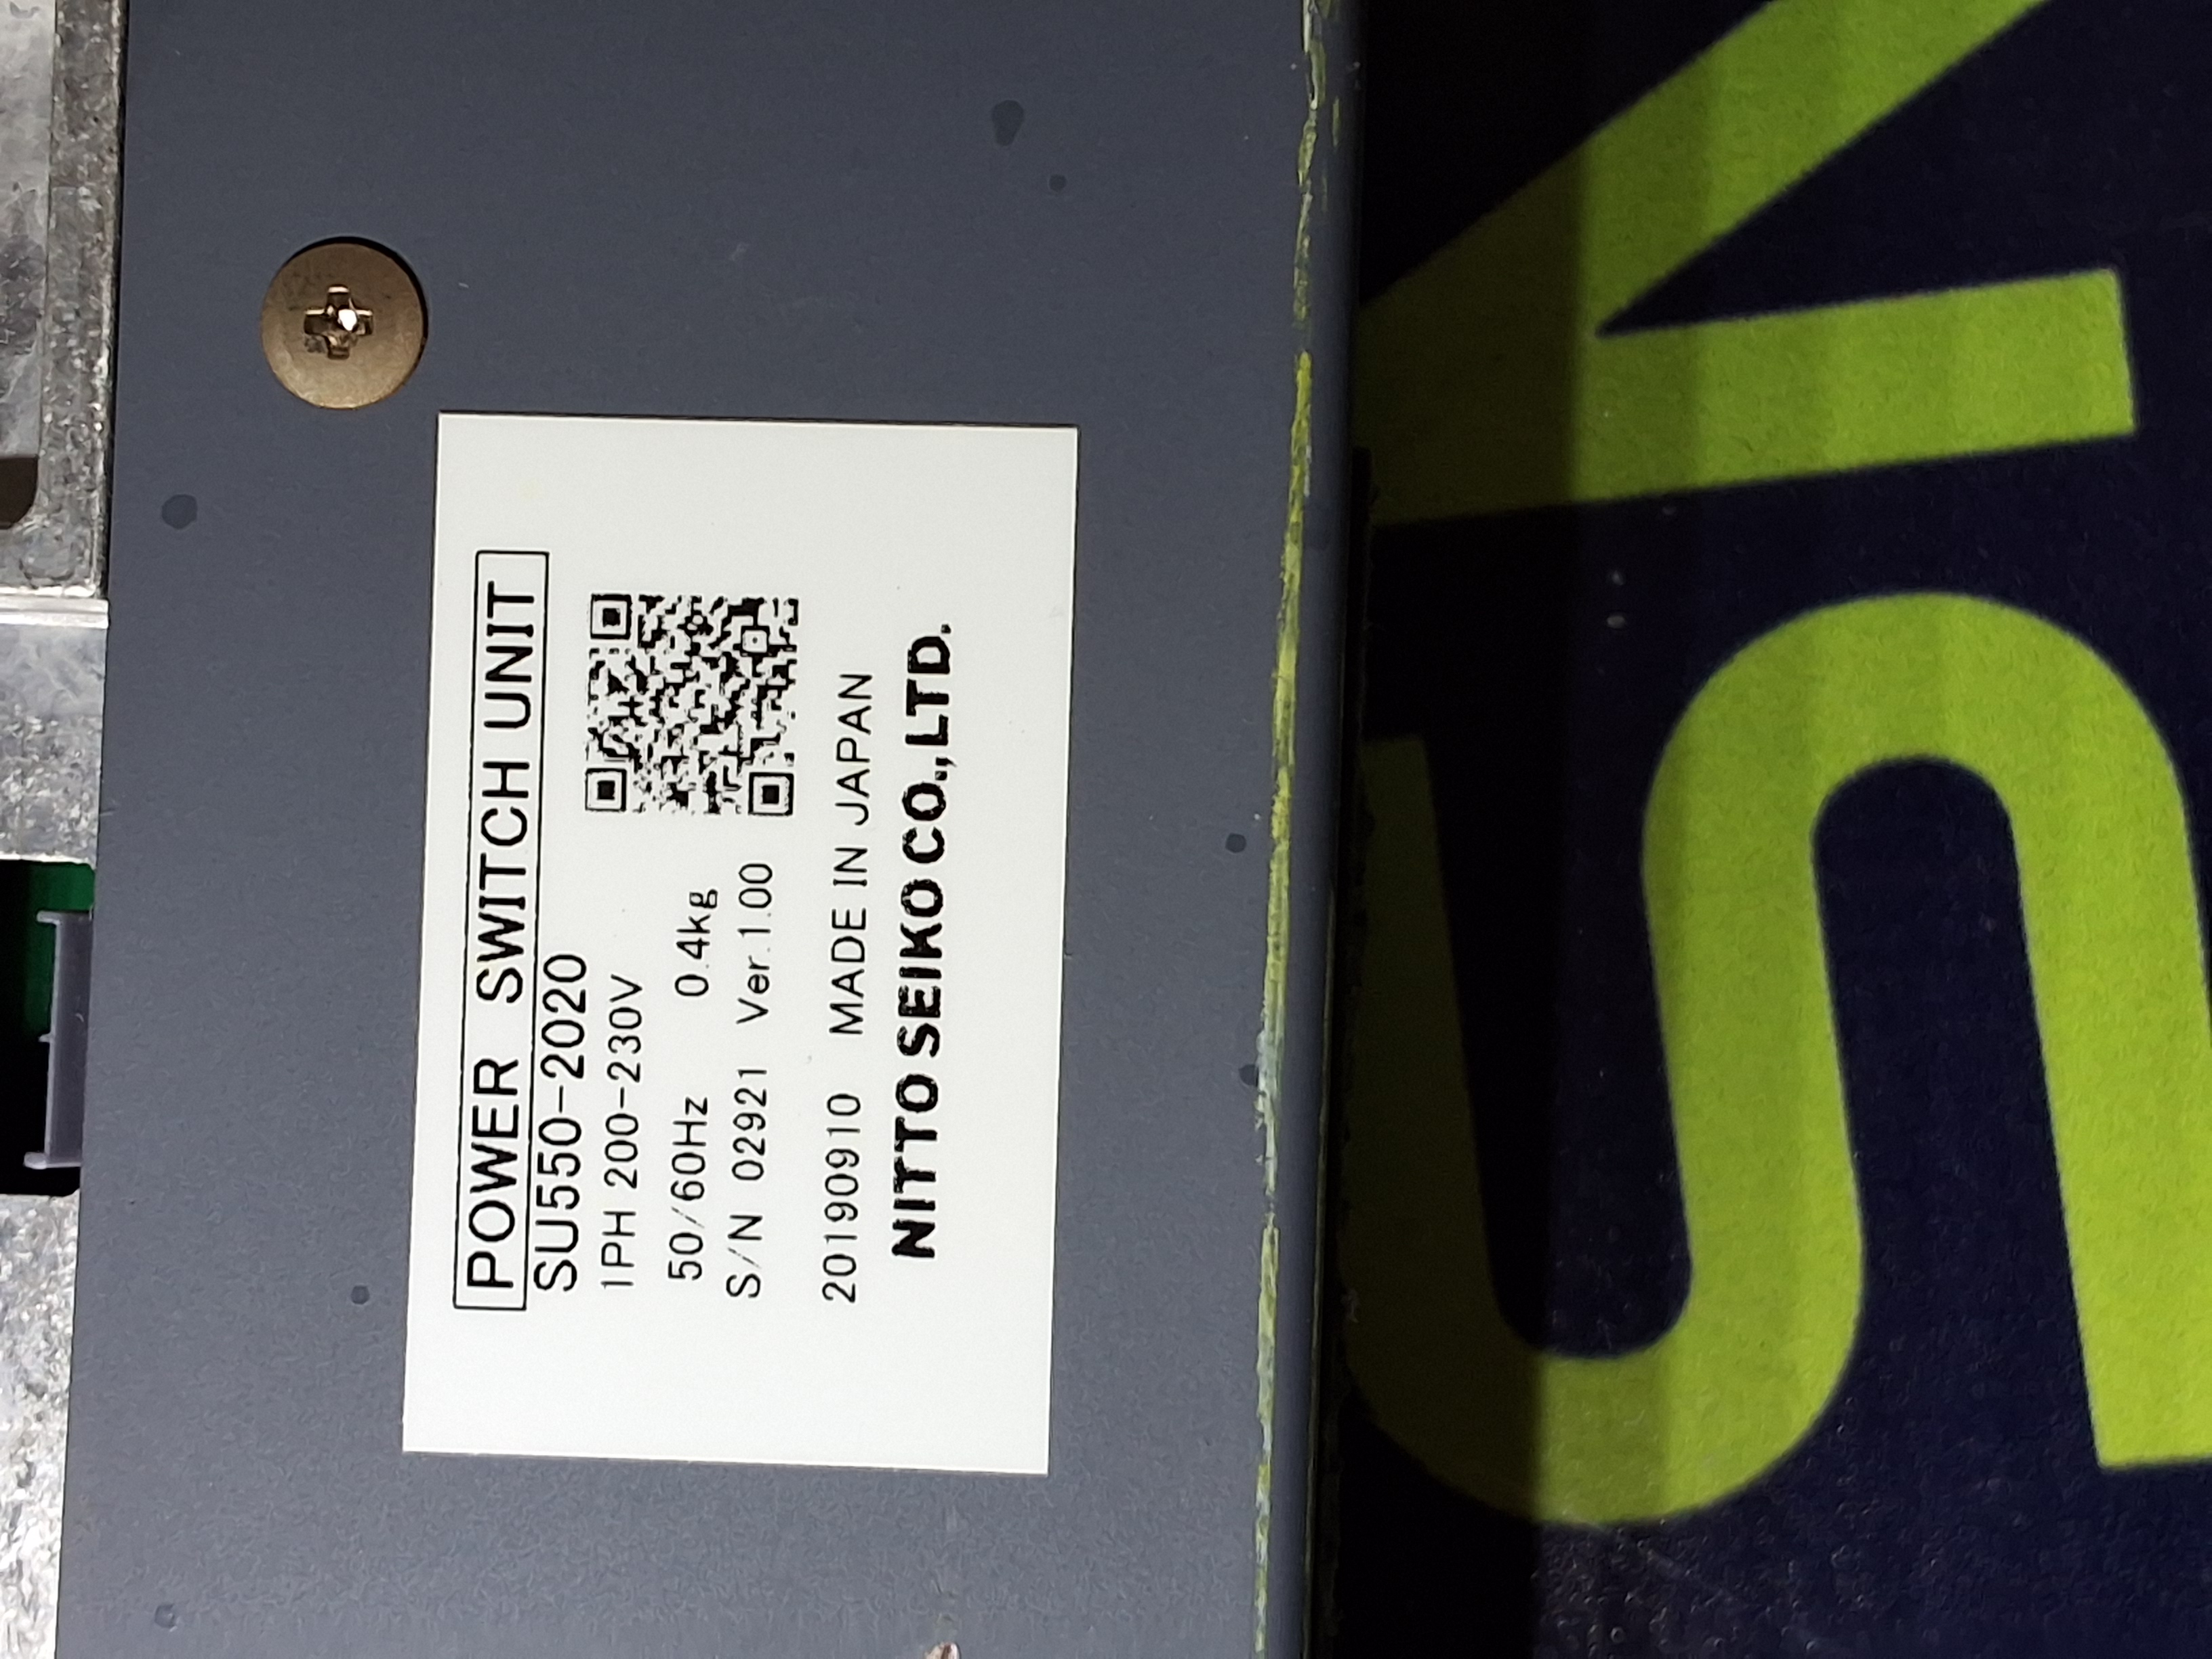 POWER SWITCH UNIT
SU550-2020
1PH 200-230V
50/60Hz 0.4kg
S/N 02921 Ver.1.00
20190910 MADE IN JAPAN
NITTO SEIKO CO.,LTD.